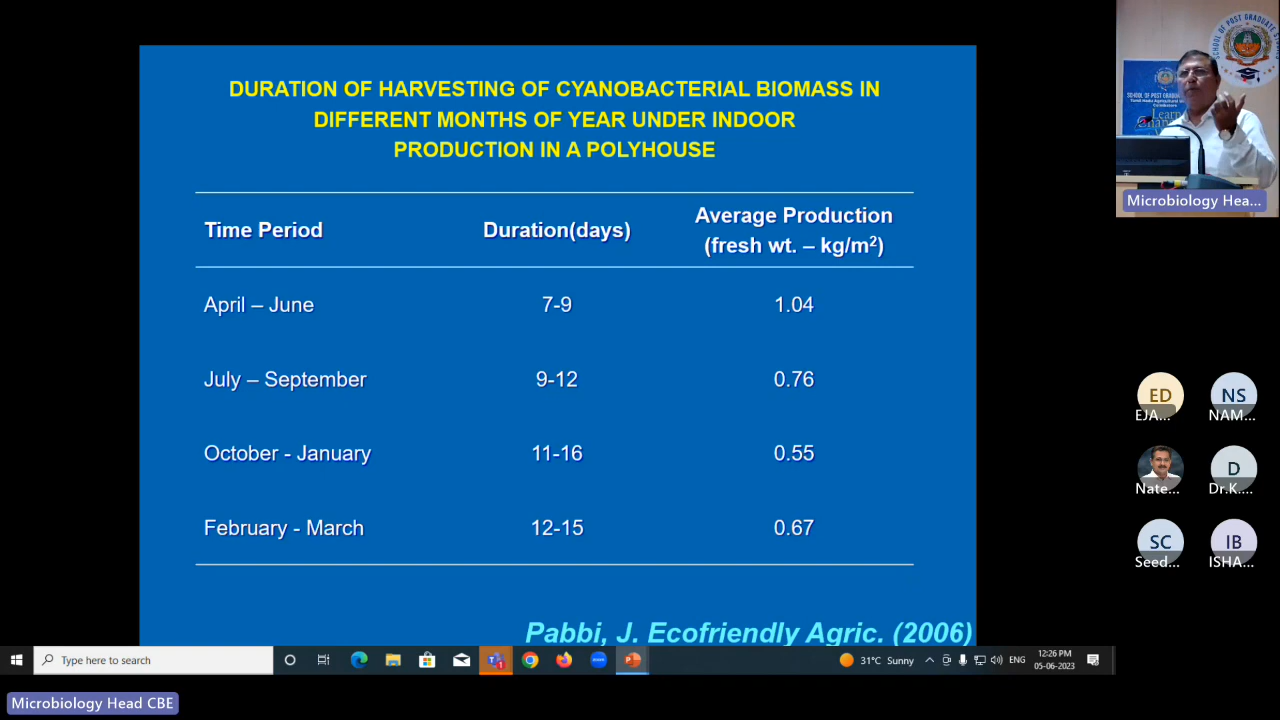 DURATION OF HARVESTING OF CYANOBACTERIAL BIOMASS IN
DIFFERENT MONTHS OF YEAR UNDER INDOOR
PRODUCTION IN A POLYHOUSE
Time Period Duration(days) Average Production
(fresh wt. – kg/m²)
April – June 7-9 1.04
July – September 9-12 0.76
October - January 11-16 0.55
February - March 12-15 0.67
Pabbi, J. Ecofriendly Agric. (2006)
Microbiology Hea...
ED NS
EJA... NAM...
D
Nate... Dr.K....
SC IB
Seed... ISHA...
Type here to search
31°C Sunny
ENG
12:26 PM
05-06-2023
Microbiology Head CBE